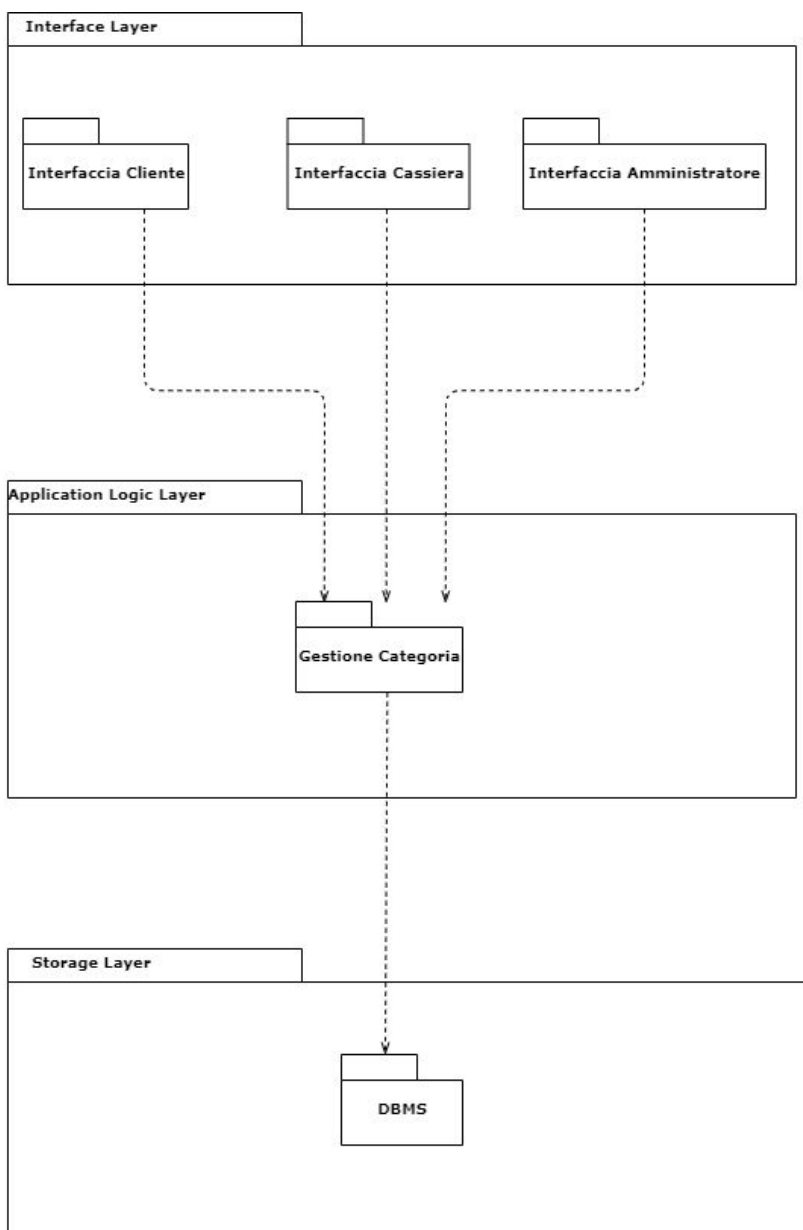 Interface Layer
Interfaccia Cliente
Interfaccia Cassiera
Interfaccia Amministratore
Application Logic Layer
Gestione Categoria
Storage Layer
DBMS